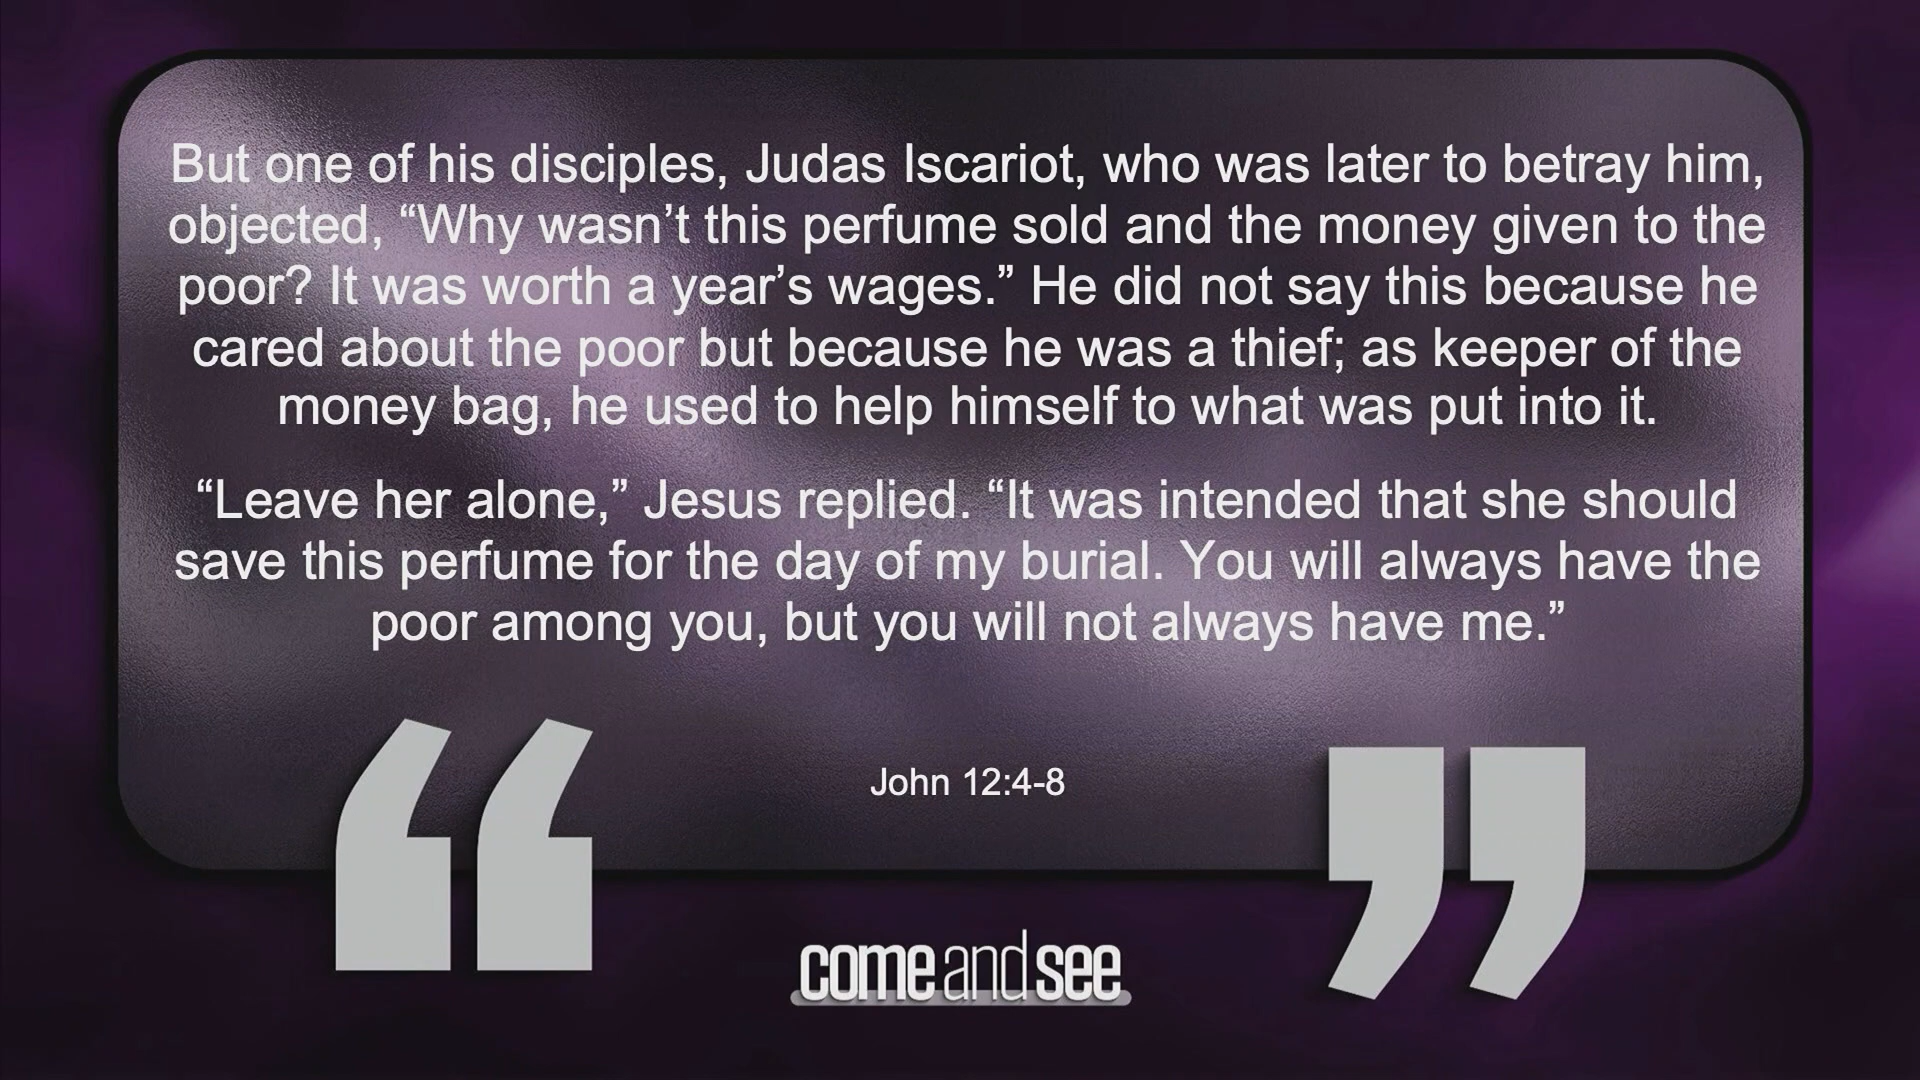 But one of his disciples, Judas Iscariot, who was later to betray him,
objected, “Why wasn’t this perfume sold and the money given to the
poor? It was worth a year’s wages.” He did not say this because he
cared about the poor but because he was a thief; as keeper of the
money bag, he used to help himself to what was put into it.
“Leave her alone,” Jesus replied. “It was intended that she should
save this perfume for the day of my burial. You will always have the
poor among you, but you will not always have me.”
John 12:4-8
“ ”
come and see